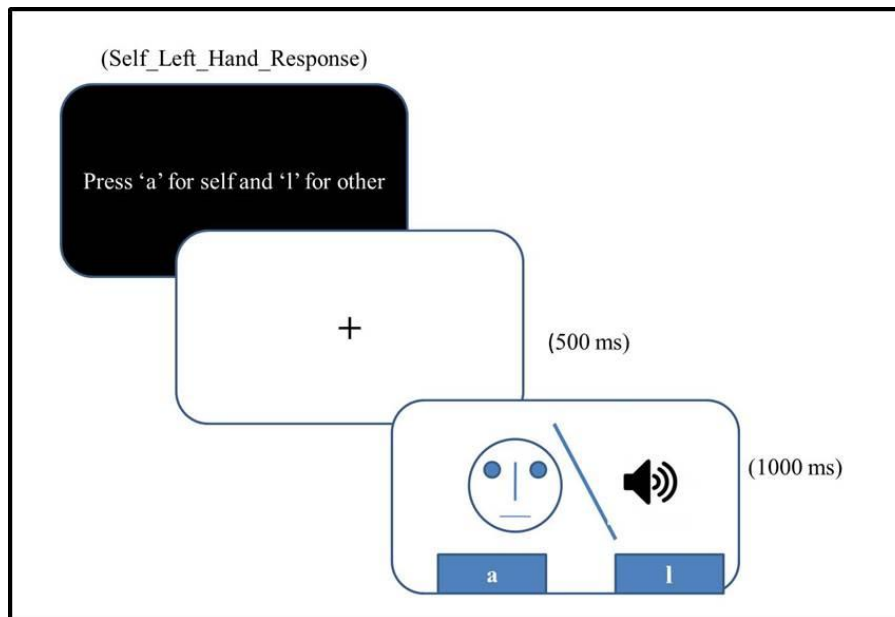 (Self_Left_Hand_Response)
Press ‘a’ for self and ‘l’ for other
+
(500 ms)
(1000 ms)
a
l